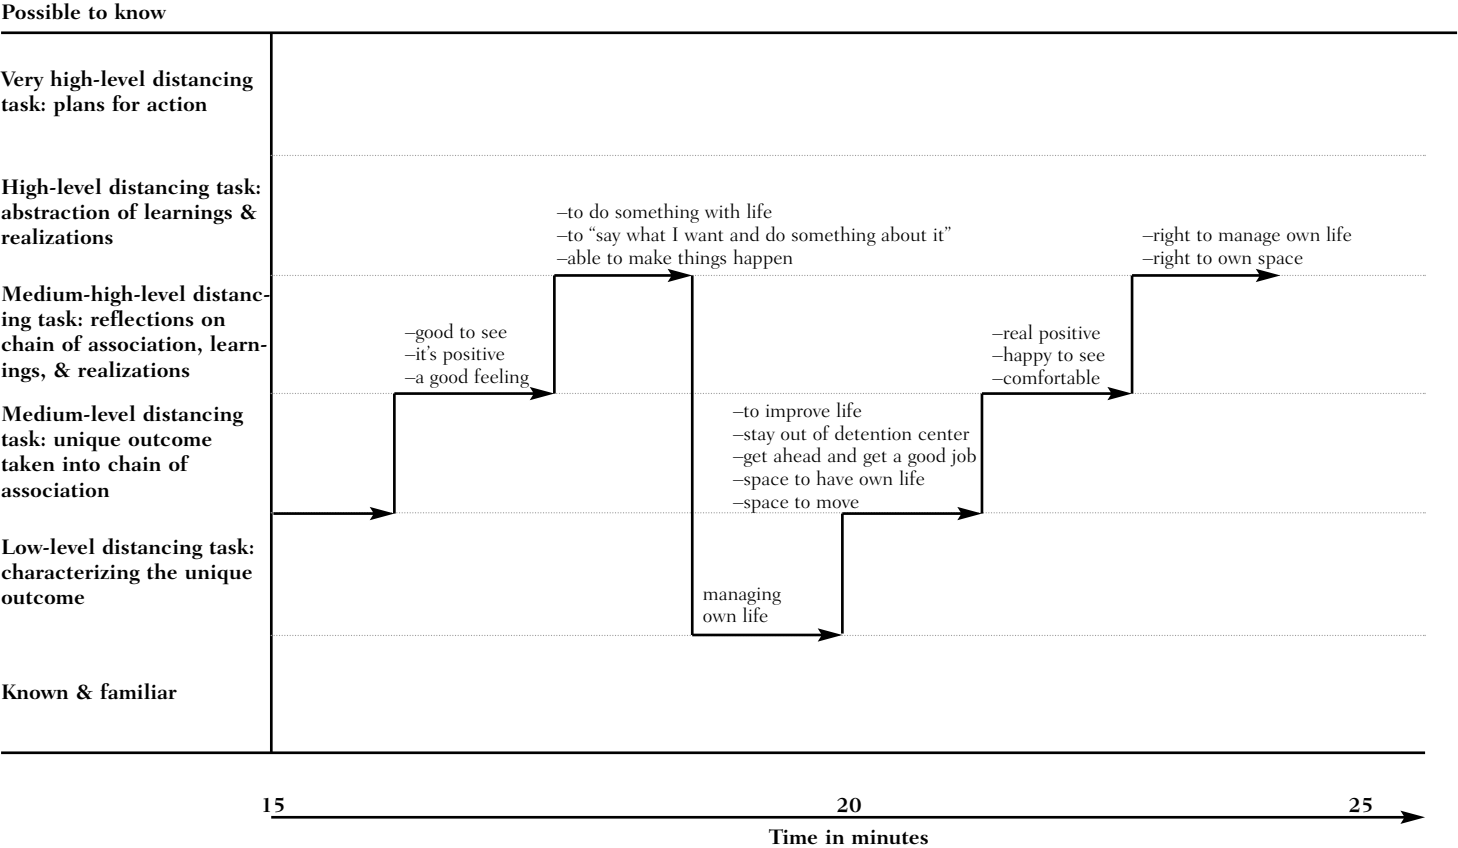 Possible to know
Very high-level distancing
task: plans for action
High-level distancing task:
abstraction of learnings &
realizations
–to do something with life
–to “say what I want and do something about it”
–able to make things happen
–right to manage own life
–right to own space
Medium-high-level distanc-
ing task: reflections on
chain of association, learn-
ings, & realizations
–good to see
–it's positive
–a good feeling
–real positive
–happy to see
–comfortable
Medium-level distancing
task: unique outcome
taken into chain of
association
–to improve life
–stay out of detention center
–get ahead and get a good job
–space to have own life
–space to move
Low-level distancing task:
characterizing the unique
outcome
managing
own life
Known & familiar
15 20 25
Time in minutes